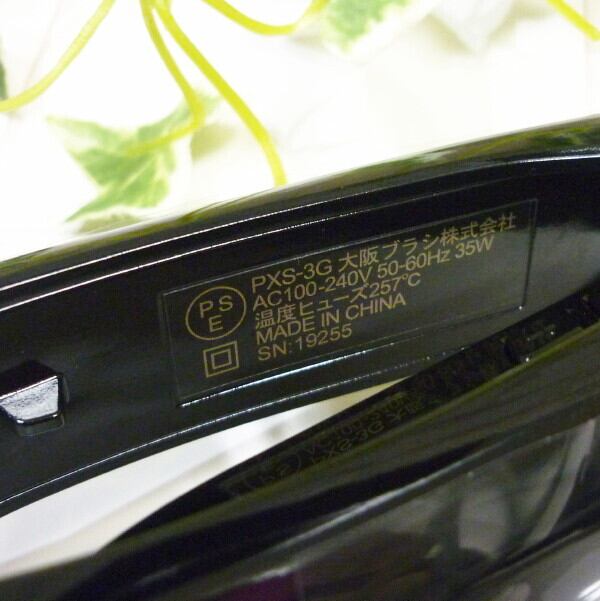 PS
E
PXS-3G 大阪ブラシ株式会社
AC100-240V 50-60Hz 35W
温度ヒューズ257℃
MADE IN CHINA
SN:19255